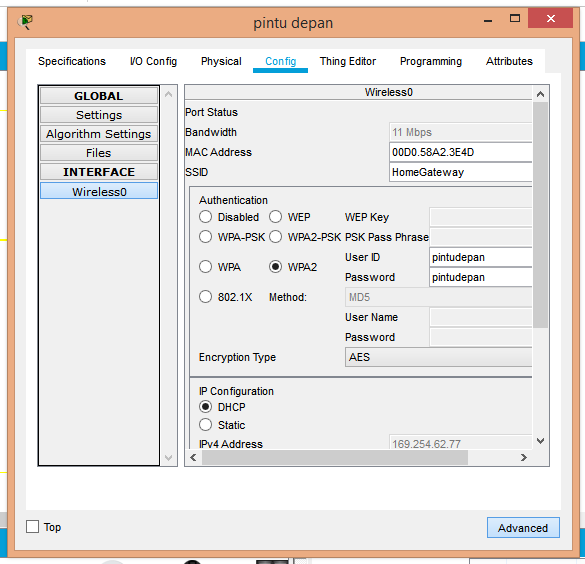 pintu depan
Specifications I/O Config Physical Config Thing Editor Programming Attributes
GLOBAL
Settings
Algorithm Settings
Files
INTERFACE
Wireless0
Wireless0
Port Status
Bandwidth 11 Mbps
MAC Address 00D0.58A2.3E4D
SSID HomeGateway
Authentication
Disabled WEP WEP Key
WPA-PSK WPA2-PSK PSK Pass Phrase
User ID pintudepan
WPA WPA2
Password pintudepan
802.1X Method: MD5
User Name
Password
Encryption Type AES
IP Configuration
DHCP
Static
IPv4 Address 169.254.62.77
Top Advanced